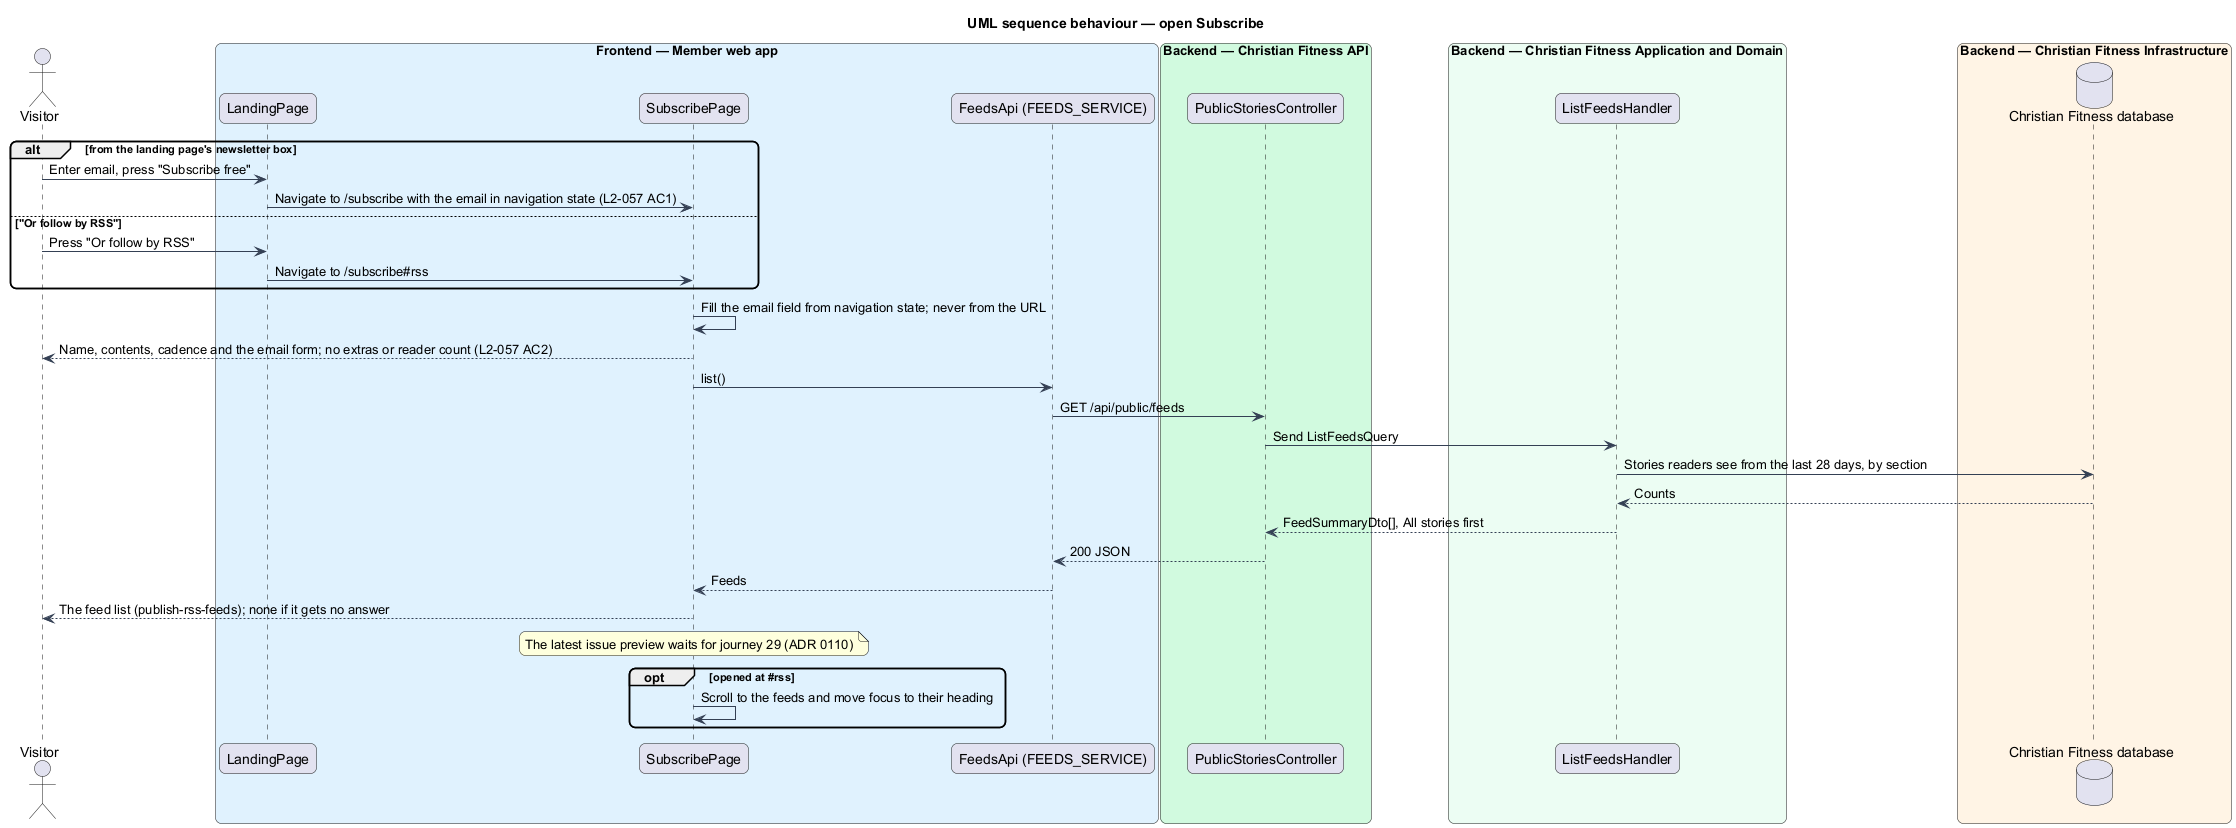 UML sequence behaviour — open Subscribe
Frontend — Member web app
Backend — Christian Fitness API
Backend — Christian Fitness Application and Domain
Backend — Christian Fitness Infrastructure
Visitor
LandingPage
SubscribePage
FeedsApi (FEEDS_SERVICE)
PublicStoriesController
ListFeedsHandler
Christian Fitness database
alt
[from the landing page's newsletter box]
Enter email, press "Subscribe free"
Navigate to /subscribe with the email in navigation state (L2-057 AC1)
["Or follow by RSS"]
Press "Or follow by RSS"
Navigate to /subscribe#rss
Fill the email field from navigation state; never from the URL
Name, contents, cadence and the email form; no extras or reader count (L2-057 AC2)
list()
GET /api/public/feeds
Send ListFeedsQuery
Stories readers see from the last 28 days, by section
Counts
FeedSummaryDto[], All stories first
200 JSON
Feeds
The feed list (publish-rss-feeds); none if it gets no answer
The latest issue preview waits for journey 29 (ADR 0110)
opt
[opened at #rss]
Scroll to the feeds and move focus to their heading
Visitor
LandingPage
SubscribePage
FeedsApi (FEEDS_SERVICE)
PublicStoriesController
ListFeedsHandler
Christian Fitness database